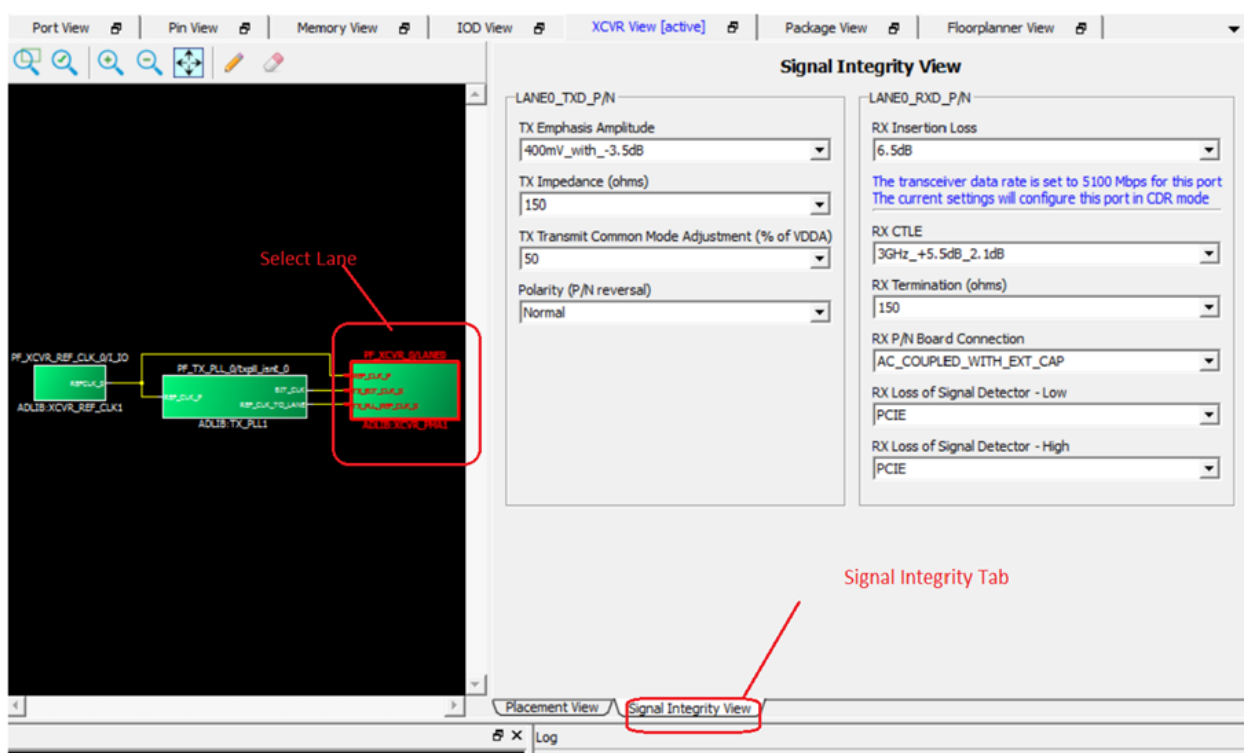 Port View
Pin View
Memory View
IOD View
XCVR View [active]
Package View
Floorplanner View
Signal Integrity View
LANE0_TXD_P/N
TX Emphasis Amplitude
400mV_with_-3.5dB
TX Impedance (ohms)
150
TX Transmit Common Mode Adjustment (% of VDDA)
50
Polarity (P/N reversal)
Normal
LANE0_RXD_P/N
RX Insertion Loss
6.5dB
The transceiver data rate is set to 5100 Mbps for this port
The current settings will configure this port in CDR mode
RX CTLE
3GHz_+5.5dB_2.1dB
RX Termination (ohms)
150
RX P/N Board Connection
AC_COUPLED_WITH_EXT_CAP
RX Loss of Signal Detector - Low
PCIE
RX Loss of Signal Detector - High
PCIE
Select Lane
PF_XCVR_REF_CLK_0/I_IO
ADLIB:XCVR_REF_CLK1
PF_TX_PLL_0/txpll_isnt_0
REF_CLK_P
BIT_CLK
REF_CLK_TO_LANE
ADLIB:TX_PLL1
PF_XCVR_0/LANE0
REF_CLK_P
TX_BIT_CLK_0
TX_PLL_REF_CLK_0
ADLIB:XCVR_PMA1
Signal Integrity Tab
Placement View
Signal Integrity View
Log